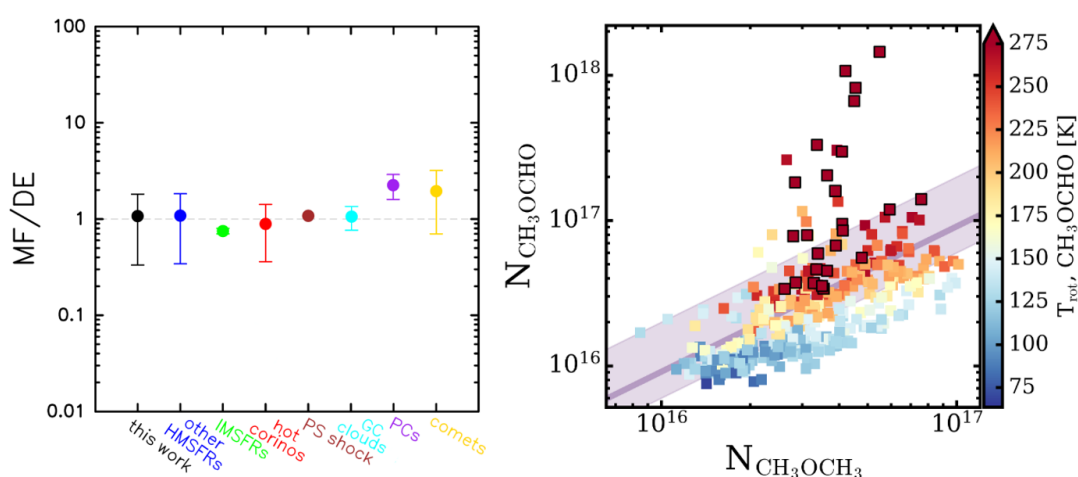 100
10
1
0.1
0.01
MF/DE
this work
other
HMSFRs
IMSFRs
hot
corinos
PS shock
GC
clouds
PCs
comets
10^18
10^17
10^16
N_CH₃OCHO
10^16
10^17
N_CH₃OCH₃
275
250
225
200
175
150
125
100
75
T_rot, CH₃OCHO [K]